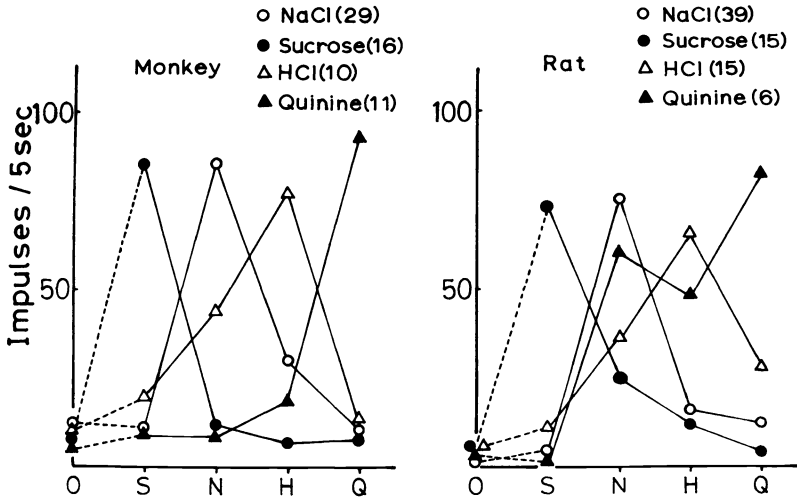 Monkey
NaCl(29)
Sucrose(16)
HCl(10)
Quinine(11)
Impulses / 5sec
100
50
O S N H Q
Rat
NaCl(39)
Sucrose(15)
HCl(15)
Quinine(6)
100
50
O S N H Q